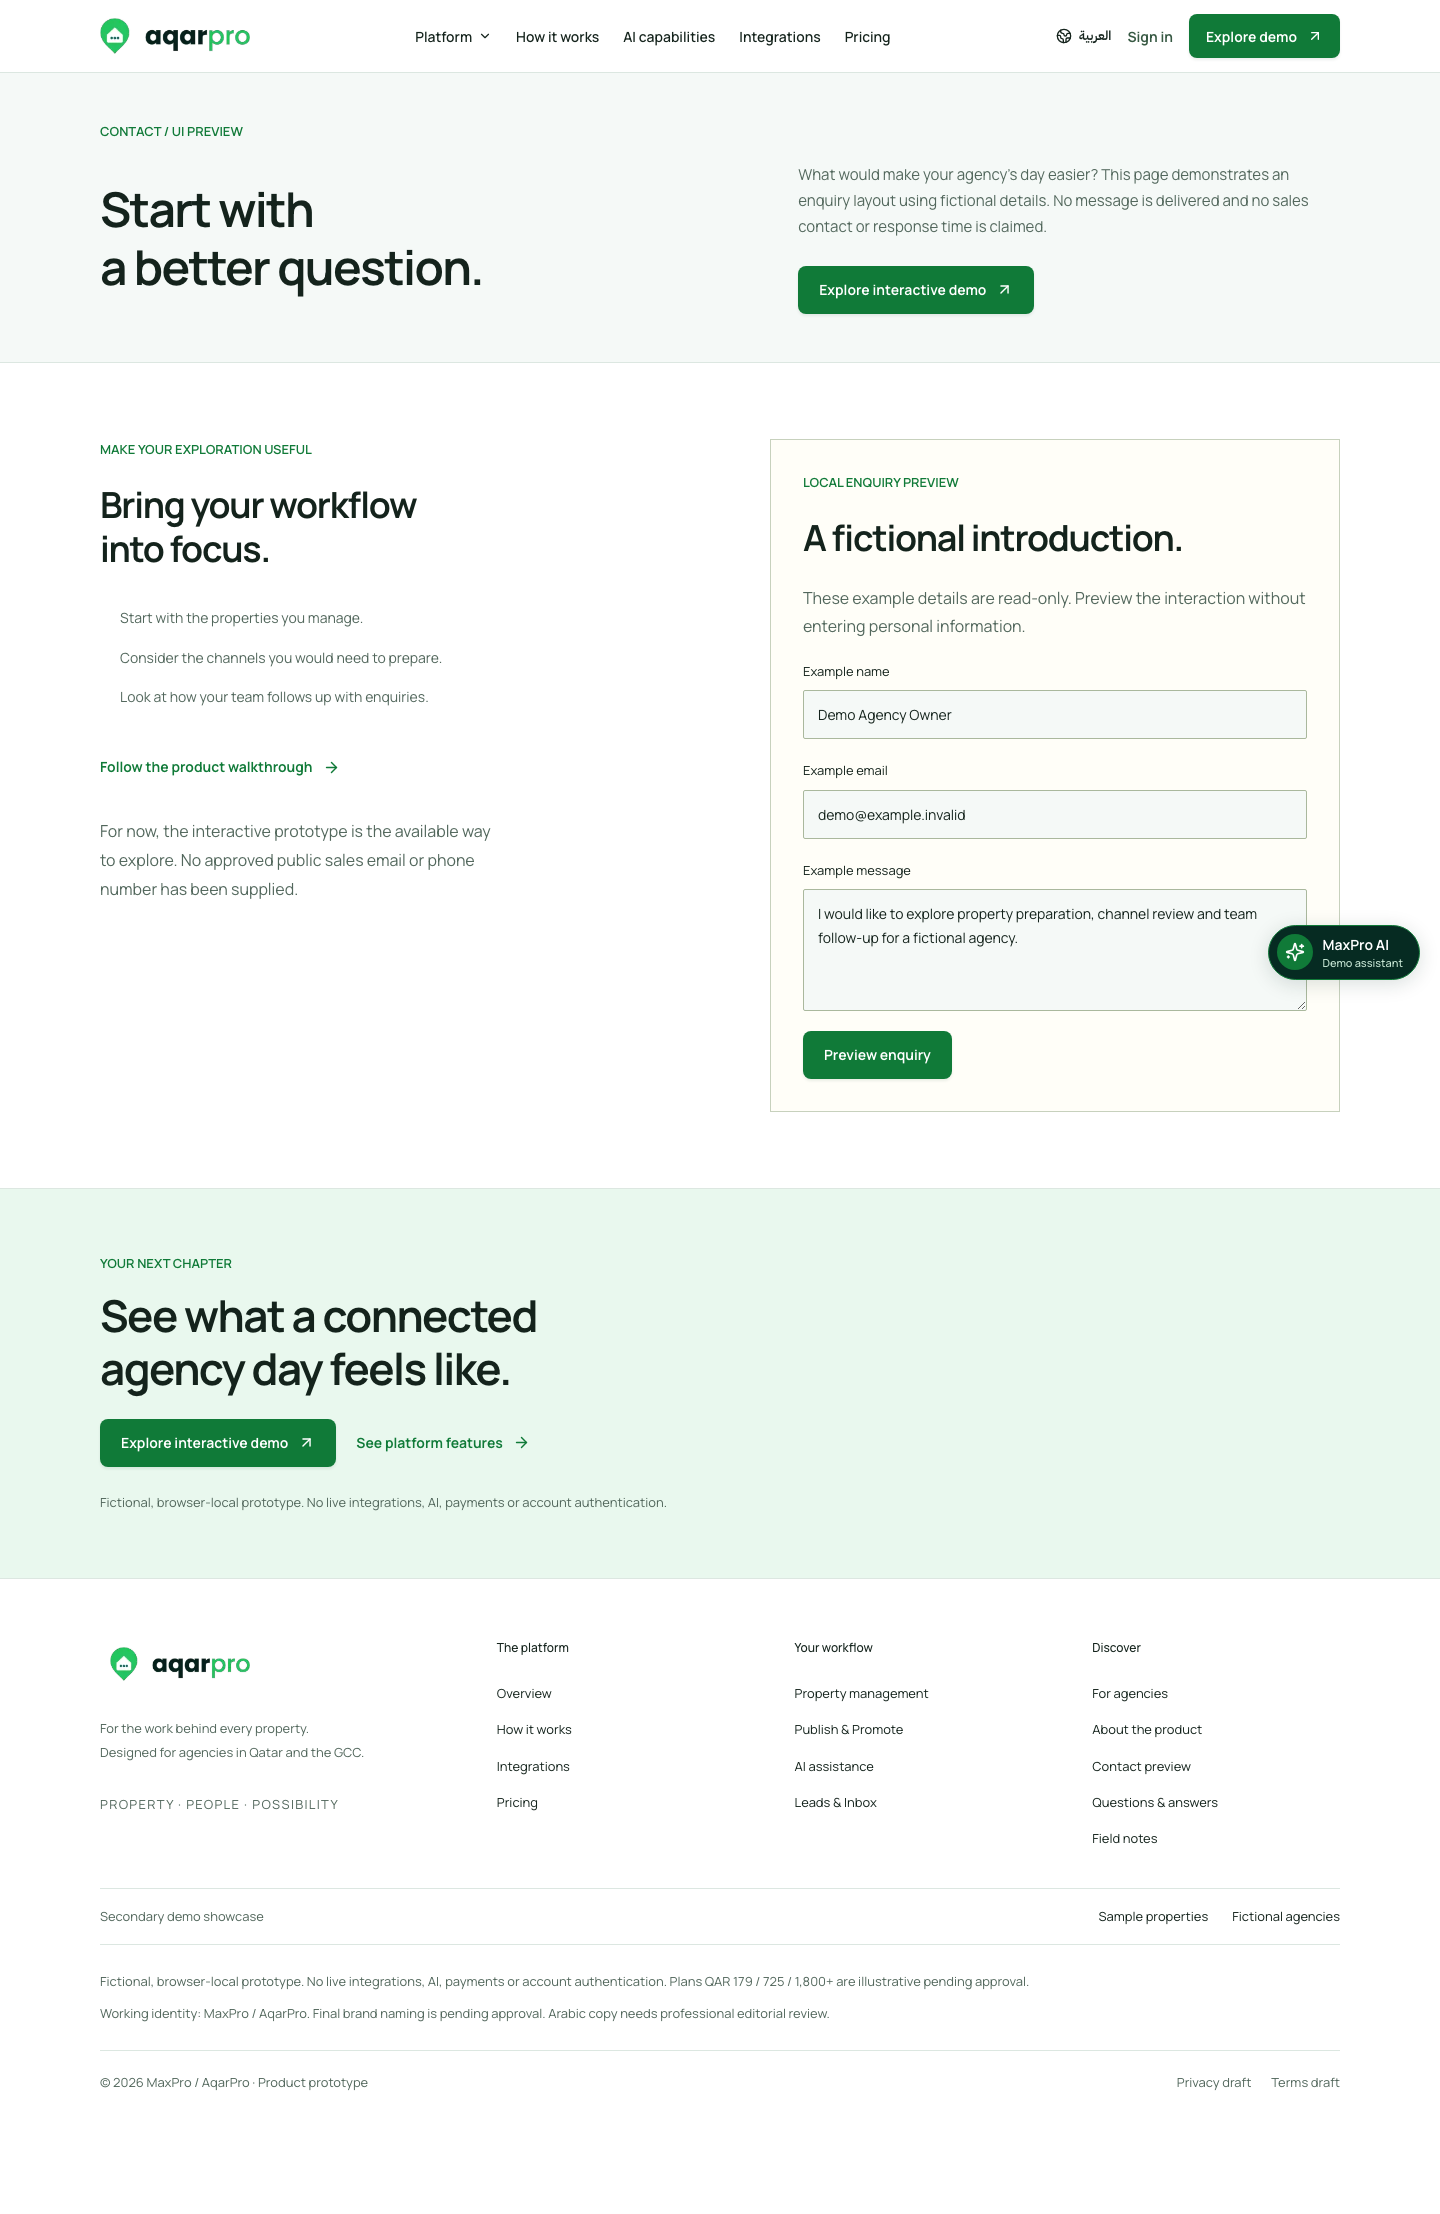 aqarpro
Platform
How it works
AI capabilities
Integrations
Pricing
العربية
Sign in
Explore demo
CONTACT / UI PREVIEW
Start with
a better question.
What would make your agency's day easier? This page demonstrates an
enquiry layout using fictional details. No message is delivered and no sales
contact or response time is claimed.
Explore interactive demo
MAKE YOUR EXPLORATION USEFUL
Bring your workflow
into focus.
Start with the properties you manage.
Consider the channels you would need to prepare.
Look at how your team follows up with enquiries.
Follow the product walkthrough
For now, the interactive prototype is the available way
to explore. No approved public sales email or phone
number has been supplied.
LOCAL ENQUIRY PREVIEW
A fictional introduction.
These example details are read-only. Preview the interaction without
entering personal information.
Example name
Demo Agency Owner
Example email
demo@example.invalid
Example message
I would like to explore property preparation, channel review and team
follow-up for a fictional agency.
Preview enquiry
MaxPro AI
Demo assistant
YOUR NEXT CHAPTER
See what a connected
agency day feels like.
Explore interactive demo
See platform features
Fictional, browser-local prototype. No live integrations, AI, payments or account authentication.
aqarpro
For the work behind every property.
Designed for agencies in Qatar and the GCC.
PROPERTY · PEOPLE · POSSIBILITY
The platform
Overview
How it works
Integrations
Pricing
Your workflow
Property management
Publish & Promote
AI assistance
Leads & Inbox
Discover
For agencies
About the product
Contact preview
Questions & answers
Field notes
Secondary demo showcase
Sample properties
Fictional agencies
Fictional, browser-local prototype. No live integrations, AI, payments or account authentication. Plans QAR 179 / 725 / 1,800+ are illustrative pending approval.
Working identity: MaxPro / AqarPro. Final brand naming is pending approval. Arabic copy needs professional editorial review.
© 2026 MaxPro / AqarPro · Product prototype
Privacy draft
Terms draft